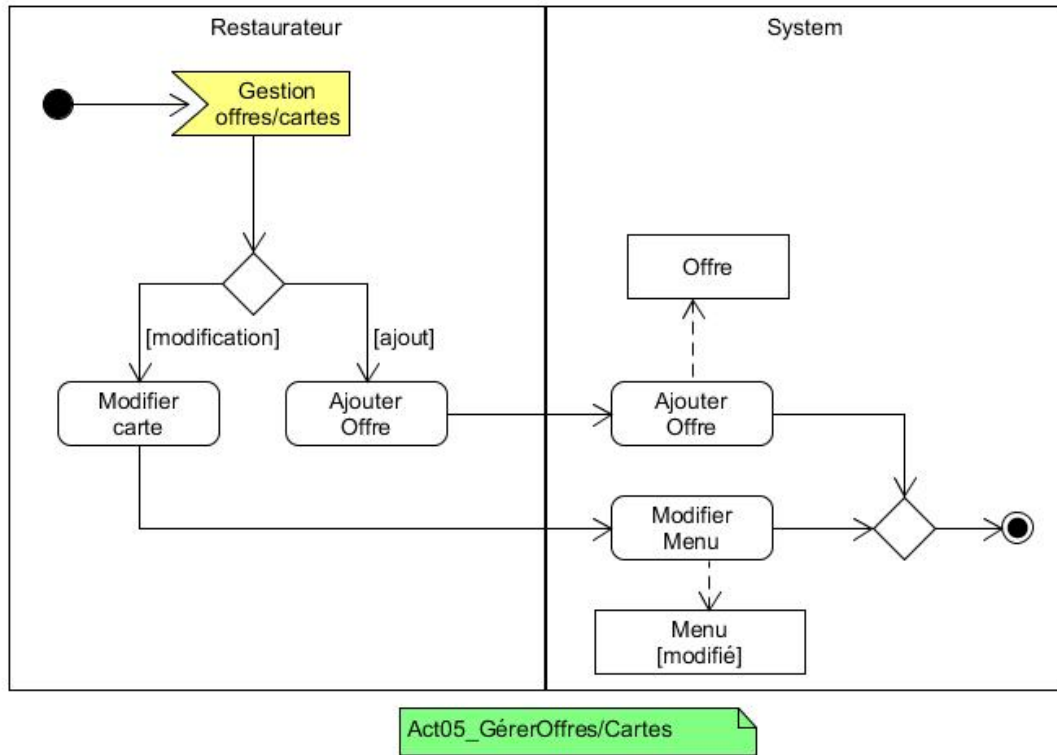 Restaurateur
System
Gestion
offres/cartes
Offre
[modification]
[ajout]
Modifier
carte
Ajouter
Offre
Ajouter
Offre
Modifier
Menu
Menu
[modifié]
Act05_GérerOffres/Cartes